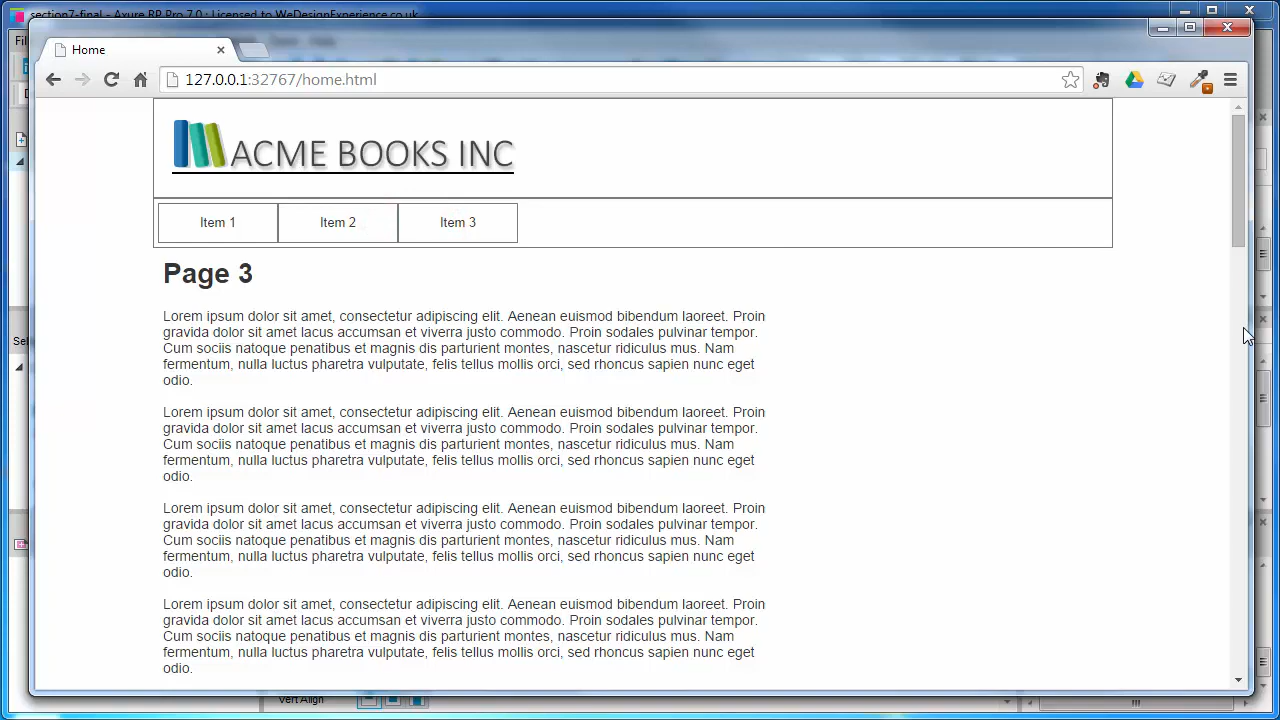 section7-final - Axure RP Pro 7.0 : Licensed to WeDesignExperience.co.uk
Home
127.0.0.1:32767/home.html
ACME BOOKS INC
Item 1
Item 2
Item 3
Page 3
Lorem ipsum dolor sit amet, consectetur adipiscing elit. Aenean euismod bibendum laoreet. Proin
gravida dolor sit amet lacus accumsan et viverra justo commodo. Proin sodales pulvinar tempor.
Cum sociis natoque penatibus et magnis dis parturient montes, nascetur ridiculus mus. Nam
fermentum, nulla luctus pharetra vulputate, felis tellus mollis orci, sed rhoncus sapien nunc eget
odio.
Lorem ipsum dolor sit amet, consectetur adipiscing elit. Aenean euismod bibendum laoreet. Proin
gravida dolor sit amet lacus accumsan et viverra justo commodo. Proin sodales pulvinar tempor.
Cum sociis natoque penatibus et magnis dis parturient montes, nascetur ridiculus mus. Nam
fermentum, nulla luctus pharetra vulputate, felis tellus mollis orci, sed rhoncus sapien nunc eget
odio.
Lorem ipsum dolor sit amet, consectetur adipiscing elit. Aenean euismod bibendum laoreet. Proin
gravida dolor sit amet lacus accumsan et viverra justo commodo. Proin sodales pulvinar tempor.
Cum sociis natoque penatibus et magnis dis parturient montes, nascetur ridiculus mus. Nam
fermentum, nulla luctus pharetra vulputate, felis tellus mollis orci, sed rhoncus sapien nunc eget
odio.
Lorem ipsum dolor sit amet, consectetur adipiscing elit. Aenean euismod bibendum laoreet. Proin
gravida dolor sit amet lacus accumsan et viverra justo commodo. Proin sodales pulvinar tempor.
Cum sociis natoque penatibus et magnis dis parturient montes, nascetur ridiculus mus. Nam
fermentum, nulla luctus pharetra vulputate, felis tellus mollis orci, sed rhoncus sapien nunc eget
odio.
Vert Align